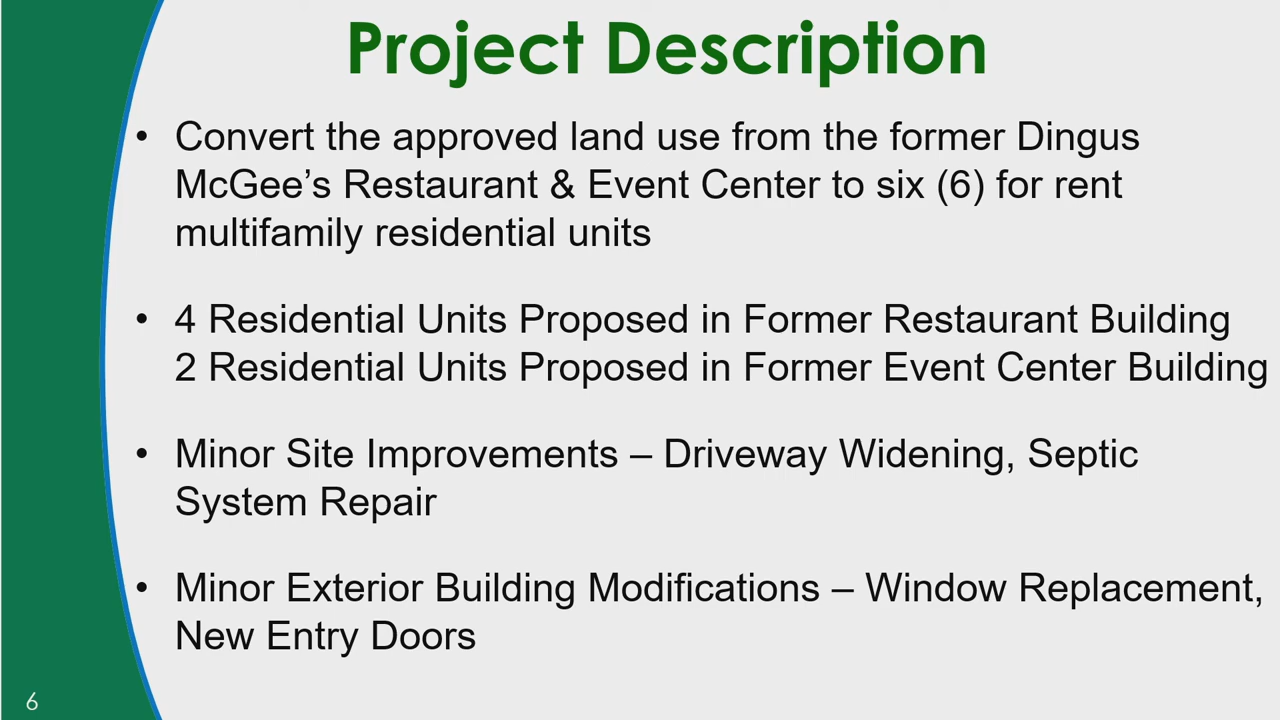 Project Description
• Convert the approved land use from the former Dingus
McGee’s Restaurant & Event Center to six (6) for rent
multifamily residential units
• 4 Residential Units Proposed in Former Restaurant Building
2 Residential Units Proposed in Former Event Center Building
• Minor Site Improvements – Driveway Widening, Septic
System Repair
• Minor Exterior Building Modifications – Window Replacement,
New Entry Doors
6